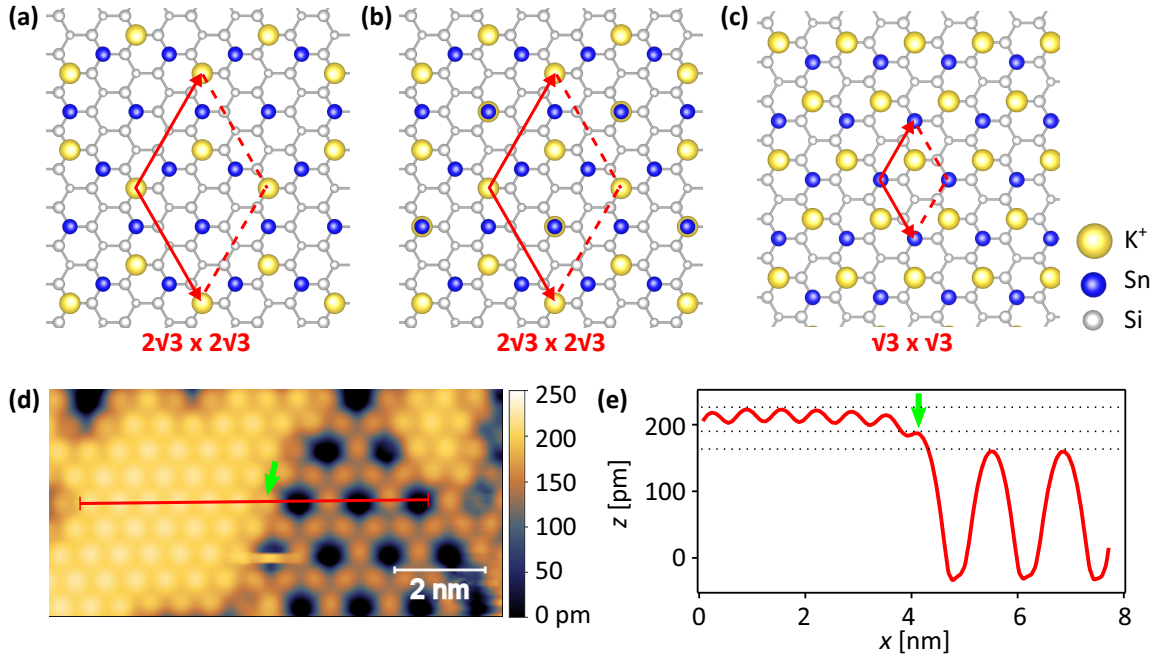 (a)
(b)
(c)
2√3 x 2√3
2√3 x 2√3
√3 x √3
K⁺
Sn
Si
(d)
2 nm
250
200
150
100
50
0 pm
(e)
z [pm]
200
100
0
0
2
4
6
8
x [nm]